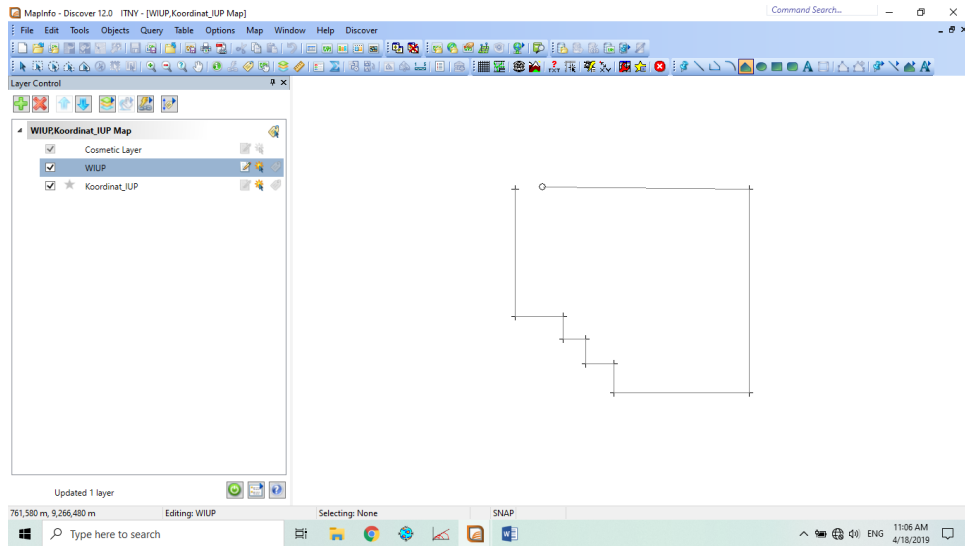 MapInfo - Discover 12.0 ITNY - [WIUP,Koordinat_IUP Map]
Command Search...
File Edit Tools Objects Query Table Options Map Window Help Discover
Layer Control
WIUP,Koordinat_IUP Map
Cosmetic Layer
WIUP
Koordinat_IUP
Updated 1 layer
761,580 m, 9,266,480 m Editing: WIUP Selecting: None SNAP
Type here to search
ENG
11:06 AM
4/18/2019